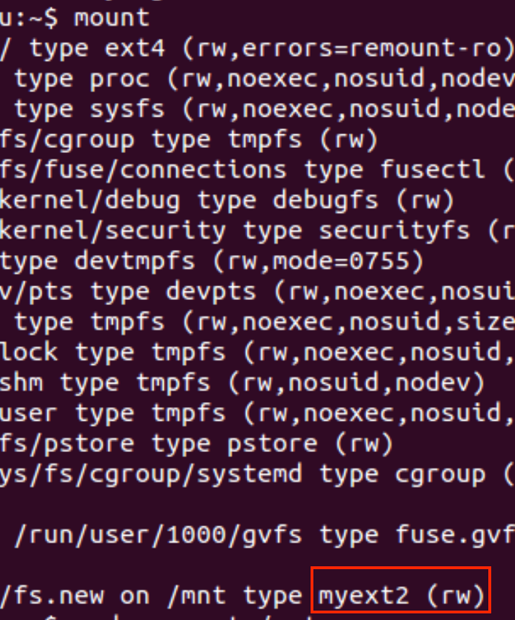 u:~$ mount
/ type ext4 (rw,errors=remount-ro)
type proc (rw,noexec,nosuid,nodev
type sysfs (rw,noexec,nosuid,node
fs/cgroup type tmpfs (rw)
fs/fuse/connections type fusectl (
kernel/debug type debugfs (rw)
kernel/security type securityfs (r
type devtmpfs (rw,mode=0755)
v/pts type devpts (rw,noexec,nosui
type tmpfs (rw,noexec,nosuid,size
lock type tmpfs (rw,noexec,nosuid,
shm type tmpfs (rw,nosuid,nodev)
user type tmpfs (rw,noexec,nosuid,
fs/pstore type pstore (rw)
ys/fs/cgroup/systemd type cgroup (
/run/user/1000/gvfs type fuse.gvf
/fs.new on /mnt type myext2 (rw)